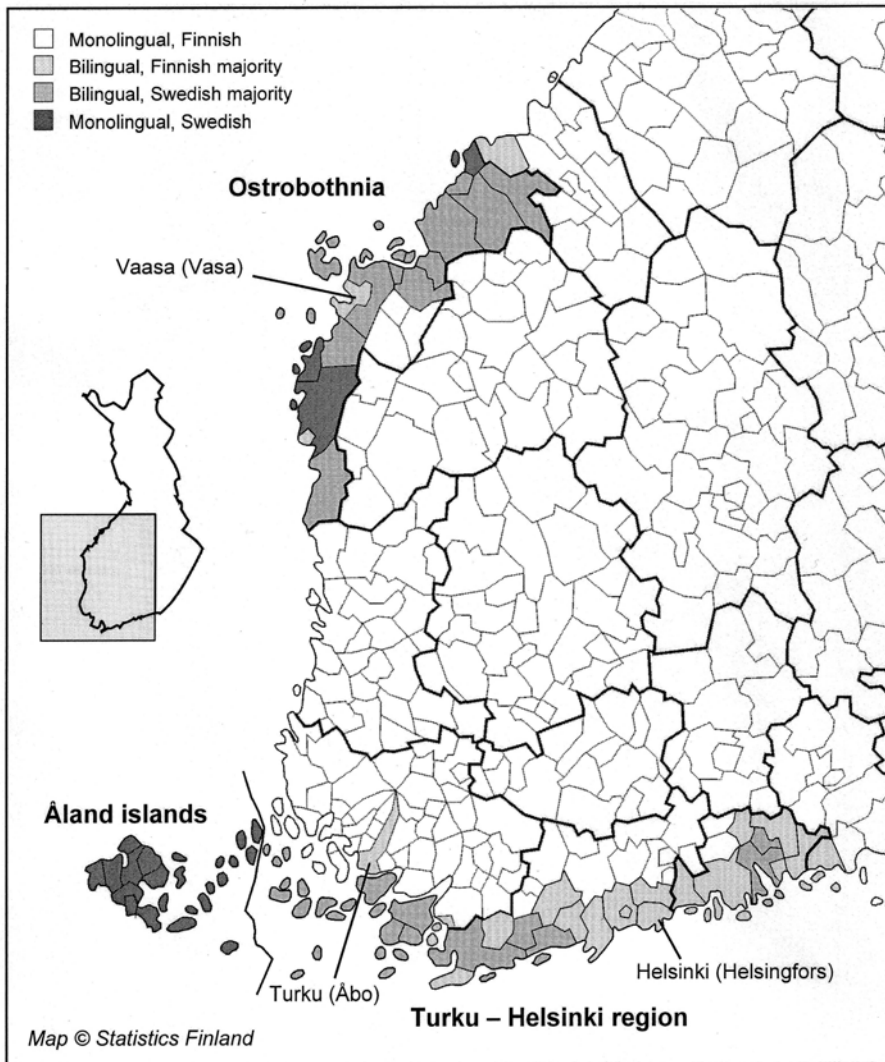 Monolingual, Finnish
Bilingual, Finnish majority
Bilingual, Swedish majority
Monolingual, Swedish
Ostrobothnia
Vaasa (Vasa)
Åland islands
Helsinki (Helsingfors)
Turku (Åbo)
Turku – Helsinki region
Map © Statistics Finland